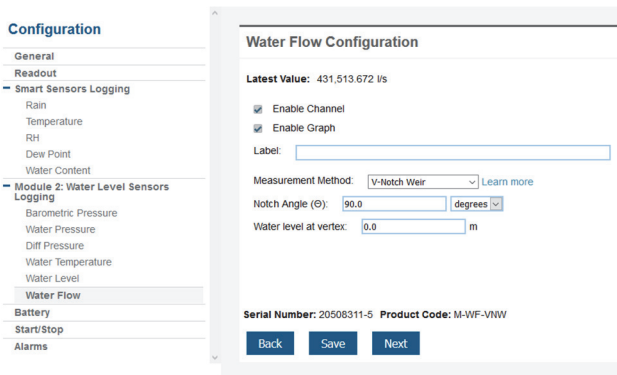 Configuration
General
Readout
Smart Sensors Logging
Rain
Temperature
RH
Dew Point
Water Content
Module 2: Water Level Sensors
Logging
Barometric Pressure
Water Pressure
Diff Pressure
Water Temperature
Water Level
Water Flow
Battery
Start/Stop
Alarms
Water Flow Configuration
Latest Value: 431,513.672 l/s
Enable Channel
Enable Graph
Label:
Measurement Method: V-Notch Weir Learn more
Notch Angle (Θ): 90.0 degrees
Water level at vertex: 0.0 m
Serial Number: 20508311-5 Product Code: M-WF-VNW
Back Save Next